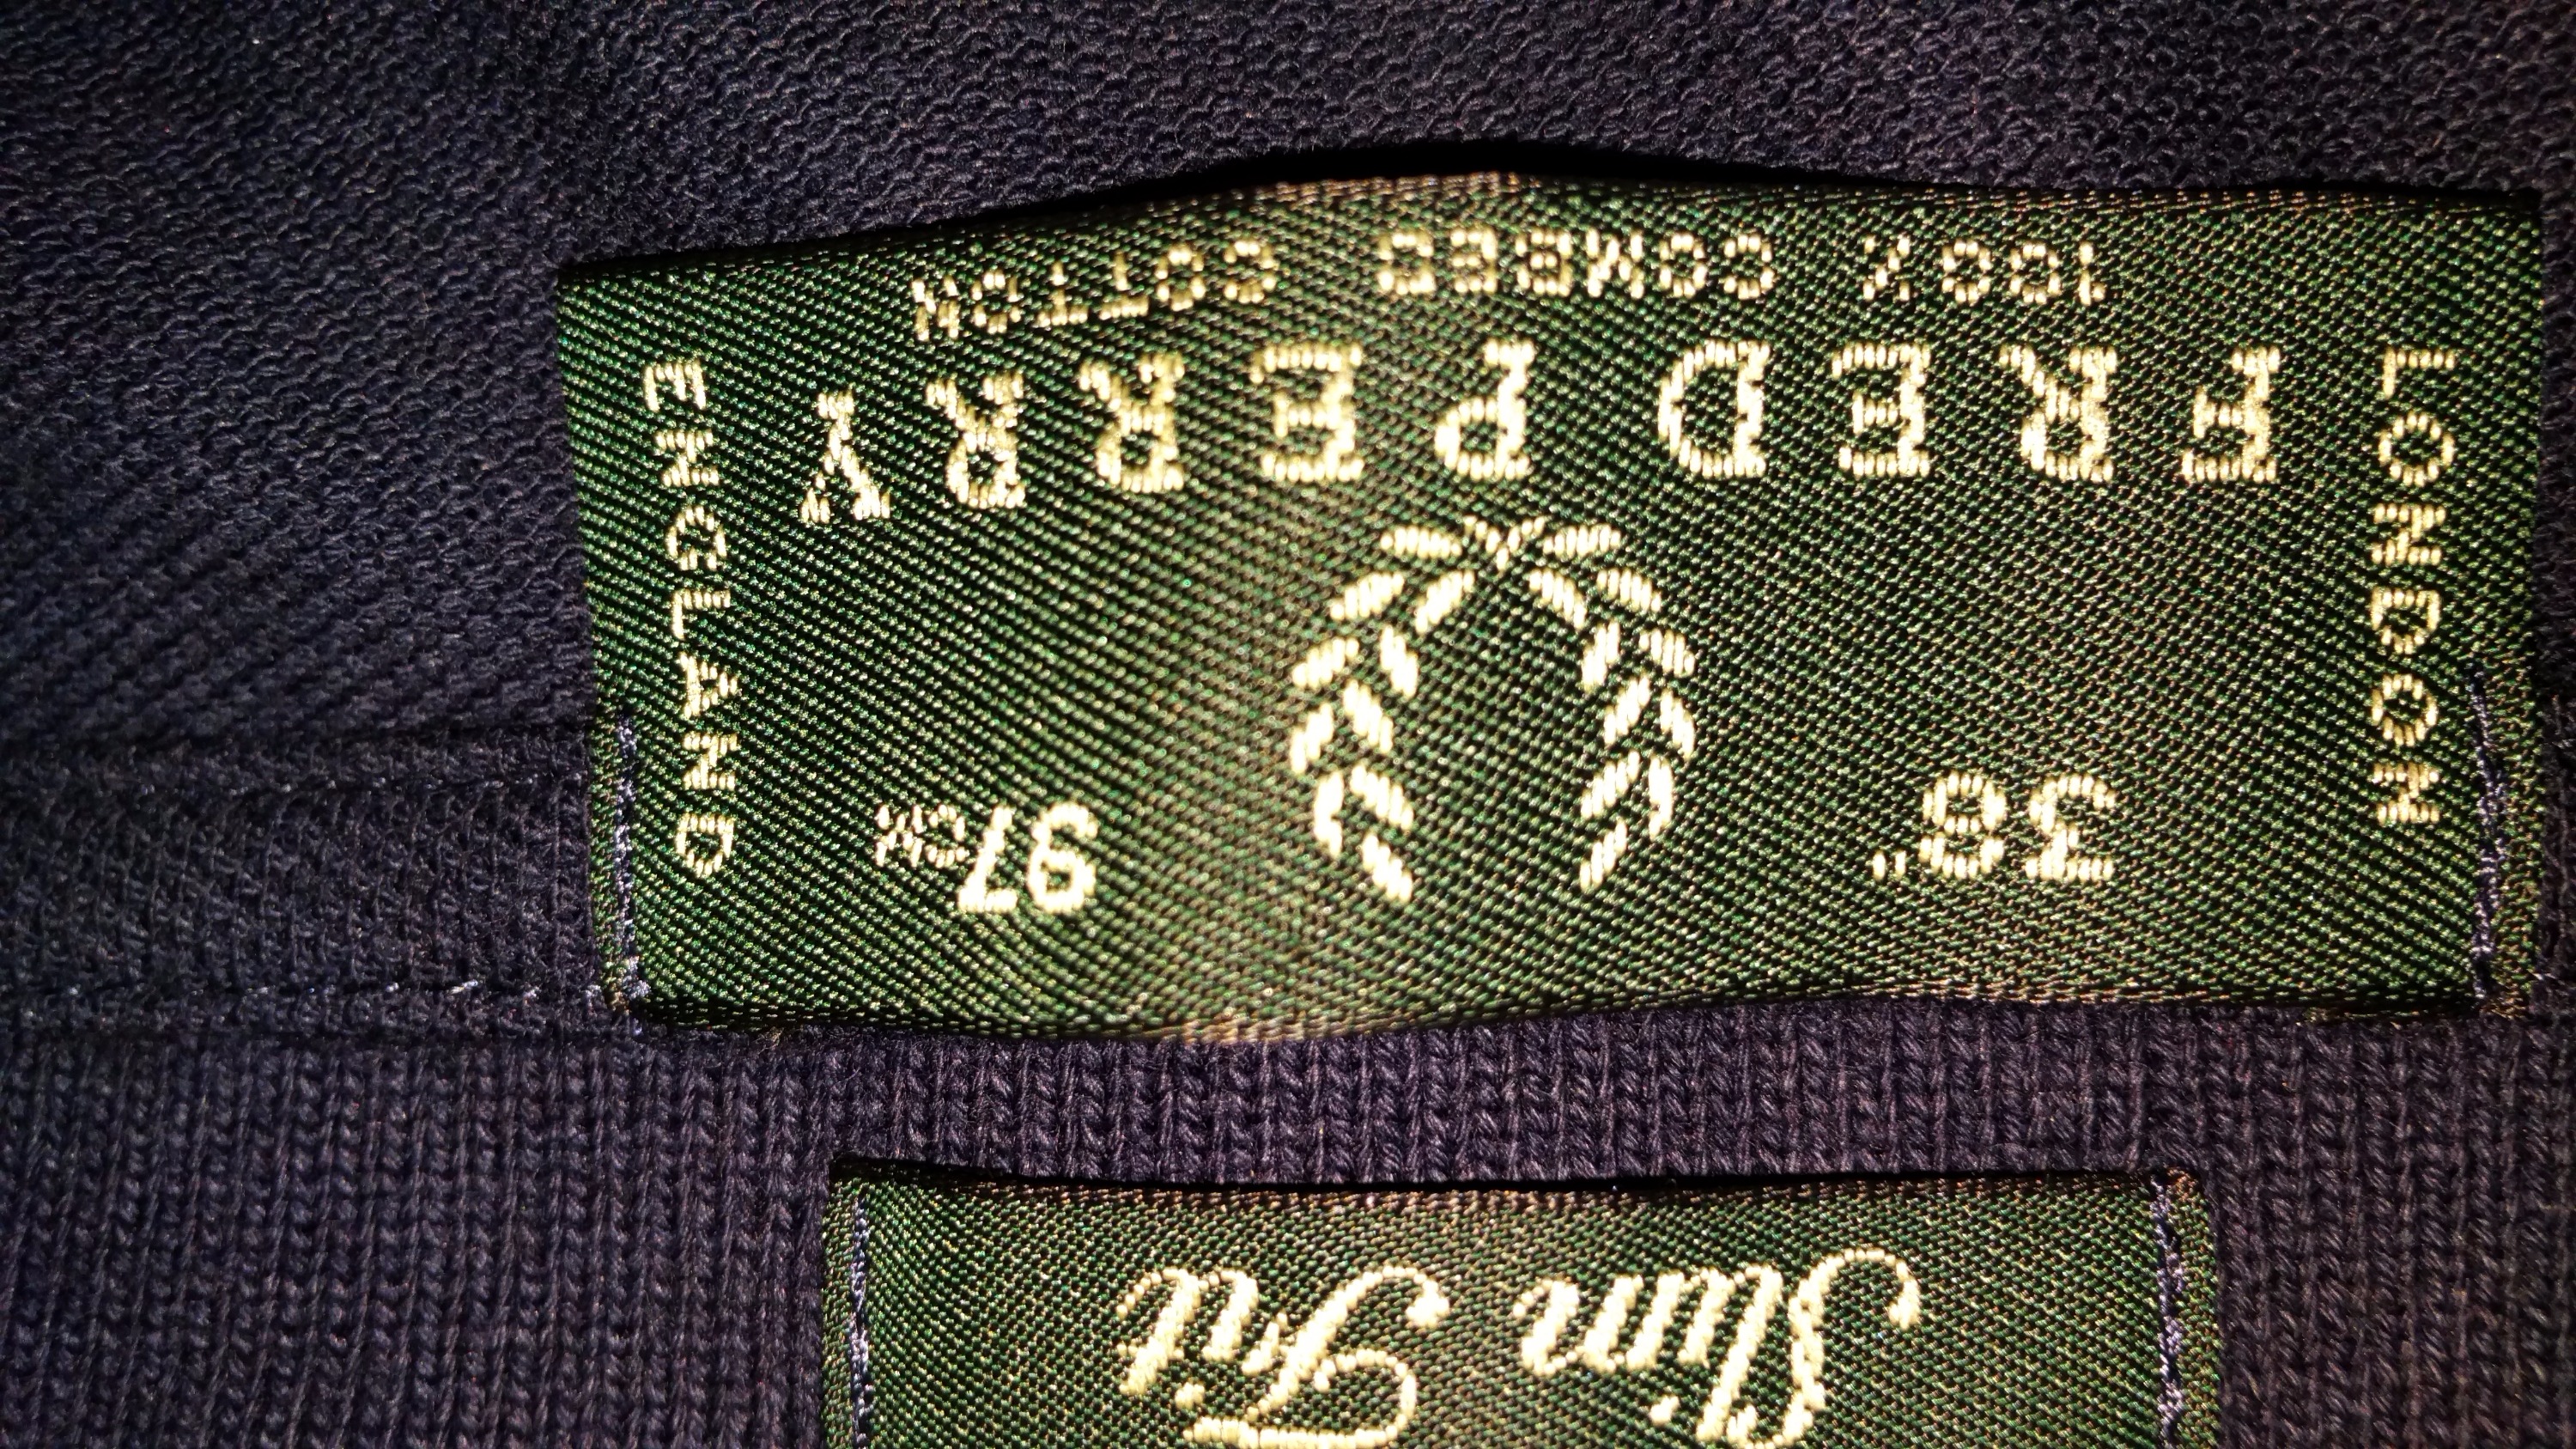 Slim Fit
38" 97cm
LONDON
FRED PERRY
ENGLAND
100% COMBED COTTON